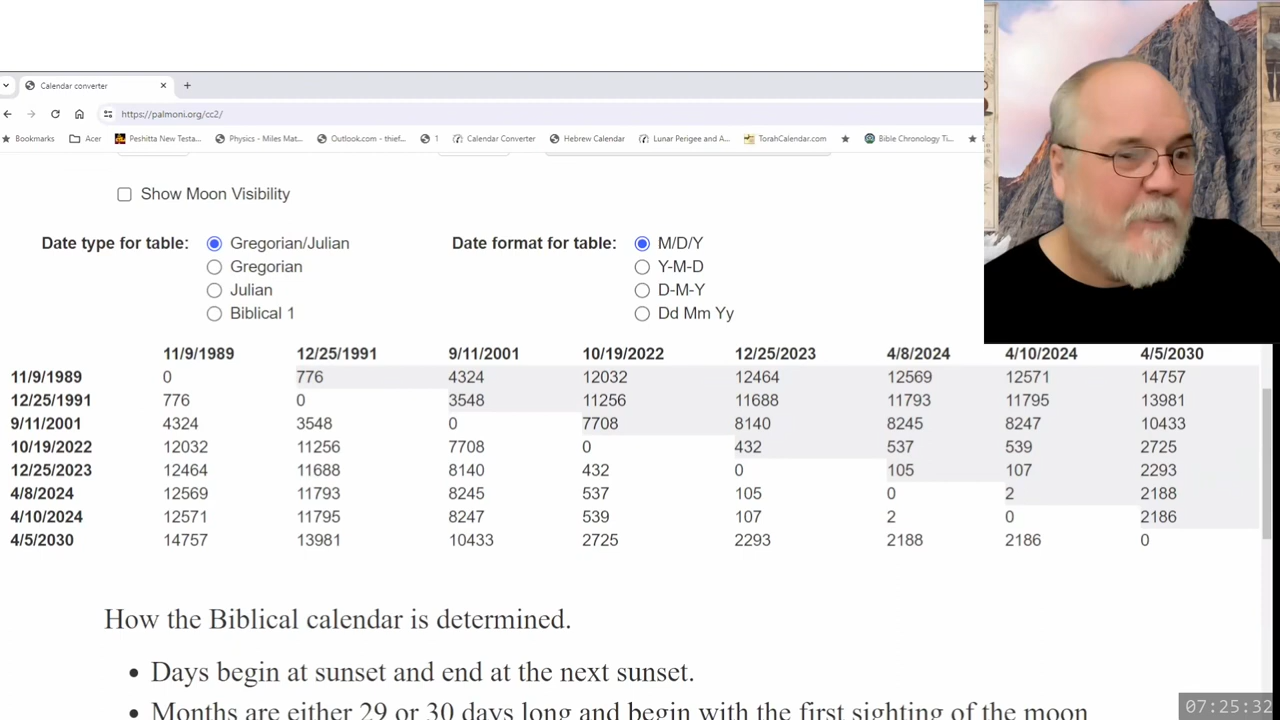 Calendar converter
https://palmoni.org/cc2/
Bookmarks Acer Peshitta New Testa... Physics - Miles Mat... Outlook.com - thief... 1 Calendar Converter Hebrew Calendar Lunar Perigee and A... TorahCalendar.com Bible Chronology Ti...
Show Moon Visibility
Date type for table: Gregorian/Julian Date format for table: M/D/Y
Gregorian Y-M-D
Julian D-M-Y
Biblical 1 Dd Mm Yy
11/9/1989 12/25/1991 9/11/2001 10/19/2022 12/25/2023 4/8/2024 4/10/2024 4/5/2030
11/9/1989 0 776 4324 12032 12464 12569 12571 14757
12/25/1991 776 0 3548 11256 11688 11793 11795 13981
9/11/2001 4324 3548 0 7708 8140 8245 8247 10433
10/19/2022 12032 11256 7708 0 432 537 539 2725
12/25/2023 12464 11688 8140 432 0 105 107 2293
4/8/2024 12569 11793 8245 537 105 0 2 2188
4/10/2024 12571 11795 8247 539 107 2 0 2186
4/5/2030 14757 13981 10433 2725 2293 2188 2186 0
How the Biblical calendar is determined.
• Days begin at sunset and end at the next sunset.
• Months are either 29 or 30 days long and begin with the first sighting of the moon
07:25:32